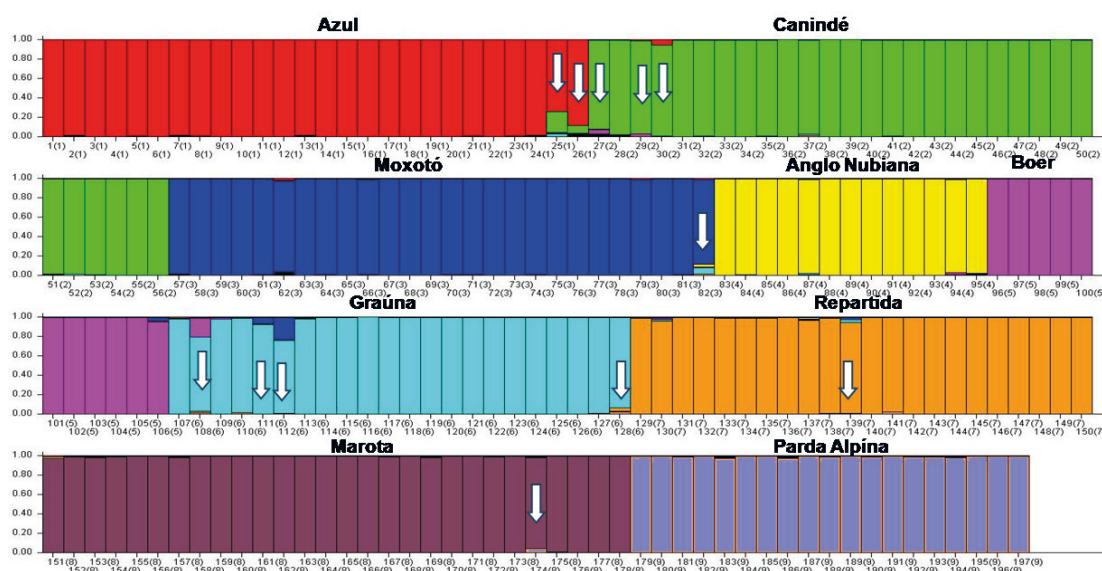 Azul Canindé
1.00
0.80
0.60
0.40
0.20
0.00
1(1) 3(1) 5(1) 7(1) 9(1) 11(1) 13(1) 15(1) 17(1) 19(1) 21(1) 23(1) 25(1) 27(2) 29(2) 31(2) 33(2) 35(2) 37(2) 39(2) 41(2) 43(2) 45(2) 47(2) 49(2)
2(1) 4(1) 6(1) 8(1) 10(1) 12(1) 14(1) 16(1) 18(1) 20(1) 22(1) 24(1) 26(1) 28(2) 30(2) 32(2) 34(2) 36(2) 38(2) 40(2) 42(2) 44(2) 46(2) 48(2) 50(2)
Moxotó Anglo Nubiana Boer
1.00
0.80
0.60
0.40
0.20
0.00
51(2) 53(2) 55(2) 57(3) 59(3) 61(3) 63(3) 65(3) 67(3) 69(3) 71(3) 73(3) 75(3) 77(3) 79(3) 81(3) 83(4) 85(4) 87(4) 89(4) 91(4) 93(4) 95(4) 97(5) 99(5)
52(2) 54(2) 56(2) 58(3) 60(3) 62(3) 64(3) 66(3) 68(3) 70(3) 72(3) 74(3) 76(3) 78(3) 80(3) 82(3) 84(4) 86(4) 88(4) 90(4) 92(4) 94(4) 96(5) 98(5) 100(5)
Graúna Repartida
1.00
0.80
0.60
0.40
0.20
0.00
101(5) 103(5) 105(5) 107(6) 109(6) 111(6) 113(6) 115(6) 117(6) 119(6) 121(6) 123(6) 125(6) 127(6) 129(7) 131(7) 133(7) 135(7) 137(7) 139(7) 141(7) 143(7) 145(7) 147(7) 149(7)
102(5) 104(5) 106(5) 108(6) 110(6) 112(6) 114(6) 116(6) 118(6) 120(6) 122(6) 124(6) 126(6) 128(6) 130(7) 132(7) 134(7) 136(7) 138(7) 140(7) 142(7) 144(7) 146(7) 148(7) 150(7)
Marota Parda Alpina
1.00
0.80
0.60
0.40
0.20
0.00
151(8) 153(8) 155(8) 157(8) 159(8) 161(8) 163(8) 165(8) 167(8) 169(8) 171(8) 173(8) 175(8) 177(8) 179(9) 181(9) 183(9) 185(9) 187(9) 189(9) 191(9) 193(9) 195(9) 197(9)